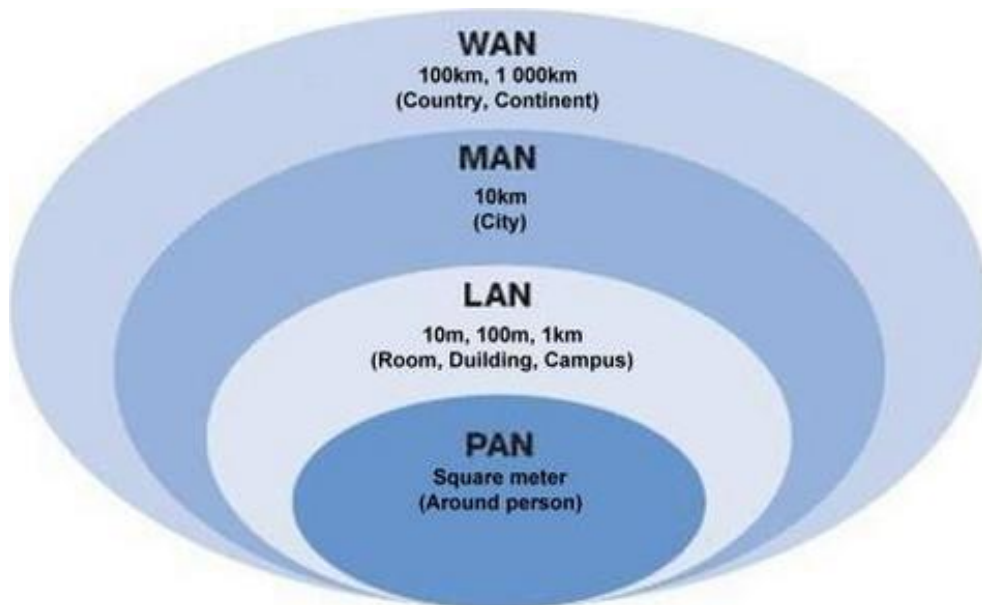 WAN
100km, 1 000km
(Country, Continent)
MAN
10km
(City)
LAN
10m, 100m, 1km
(Room, Duilding, Campus)
PAN
Square meter
(Around person)